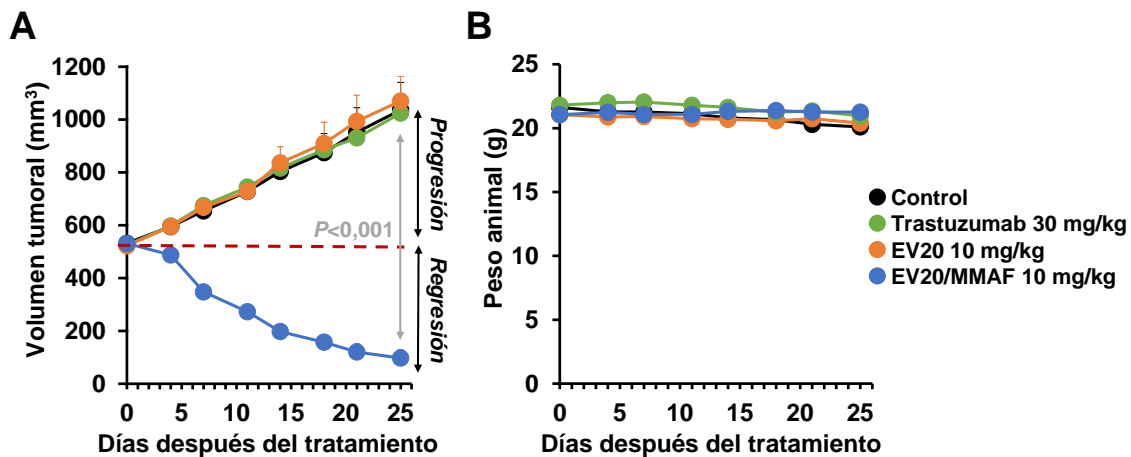 A
Volumen tumoral (mm³)
1200
1000
800
600
400
200
0
0 5 10 15 20 25
Días después del tratamiento
P<0,001
Progresión
Regresión
B
Peso animal (g)
25
20
15
10
5
0
0 5 10 15 20 25
Días después del tratamiento
Control
Trastuzumab 30 mg/kg
EV20 10 mg/kg
EV20/MMAF 10 mg/kg